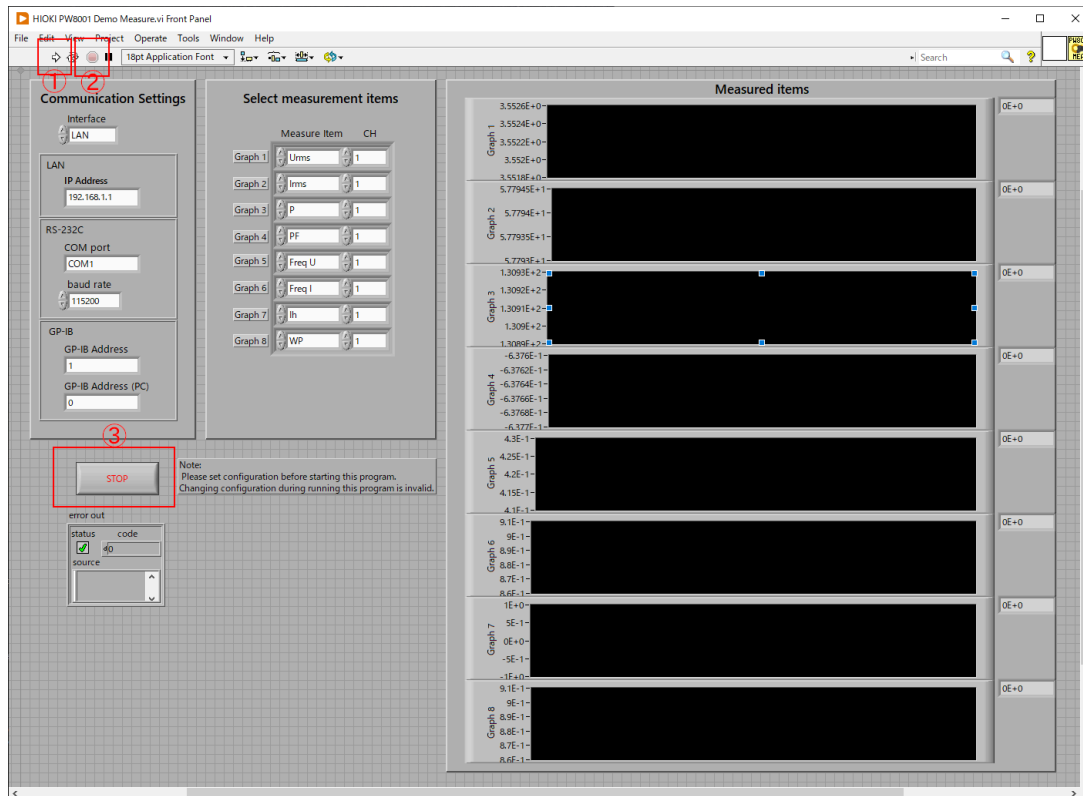 HIOKI PW8001 Demo Measure.vi Front Panel
File Edit View Project Operate Tools Window Help
18pt Application Font
Search
① ②
Communication Settings
Interface
LAN
LAN
IP Address
192.168.1.1
RS-232C
COM port
COM1
baud rate
115200
GP-IB
GP-IB Address
1
GP-IB Address (PC)
0
③
STOP
Note:
Please set configuration before starting this program.
Changing configuration during running this program is invalid.
error out
status code
0
source
Select measurement items
Measure Item CH
Graph 1 Urms 1
Graph 2 Irms 1
Graph 3 P 1
Graph 4 PF 1
Graph 5 Freq U 1
Graph 6 Freq I 1
Graph 7 Ih 1
Graph 8 WP 1
Measured items
Graph 1
3.5526E+0
3.5524E+0
3.5522E+0
3.552E+0
3.5518E+0
0E+0
Graph 2
5.77945E+1
5.7794E+1
5.77935E+1
5.7793E+1
0E+0
Graph 3
1.3093E+2
1.3092E+2
1.3091E+2
1.309E+2
1.3089E+2
0E+0
Graph 4
-6.376E-1
-6.3762E-1
-6.3764E-1
-6.3766E-1
-6.3768E-1
-6.377E-1
0E+0
Graph 5
4.3E-1
4.25E-1
4.2E-1
4.15E-1
4.1E-1
0E+0
Graph 6
9.1E-1
9E-1
8.9E-1
8.8E-1
8.7E-1
8.6E-1
0E+0
Graph 7
1E+0
5E-1
0E+0
-5E-1
-1E+0
0E+0
Graph 8
9.1E-1
9E-1
8.9E-1
8.8E-1
8.7E-1
8.6E-1
0E+0